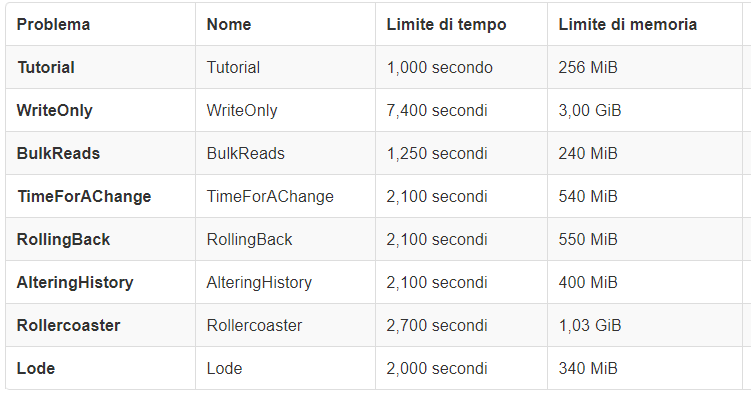 Problema Nome Limite di tempo Limite di memoria
Tutorial Tutorial 1,000 secondo 256 MiB
WriteOnly WriteOnly 7,400 secondi 3,00 GiB
BulkReads BulkReads 1,250 secondi 240 MiB
TimeForAChange TimeForAChange 2,100 secondi 540 MiB
RollingBack RollingBack 2,100 secondi 550 MiB
AlteringHistory AlteringHistory 2,100 secondi 400 MiB
Rollercoaster Rollercoaster 2,700 secondi 1,03 GiB
Lode Lode 2,000 secondi 340 MiB